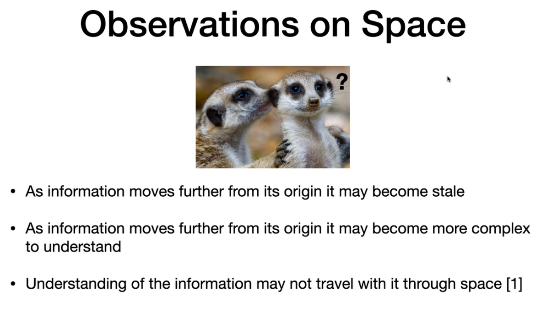 Observations on Space
?
• As information moves further from its origin it may become stale
• As information moves further from its origin it may become more complex
to understand
• Understanding of the information may not travel with it through space [1]